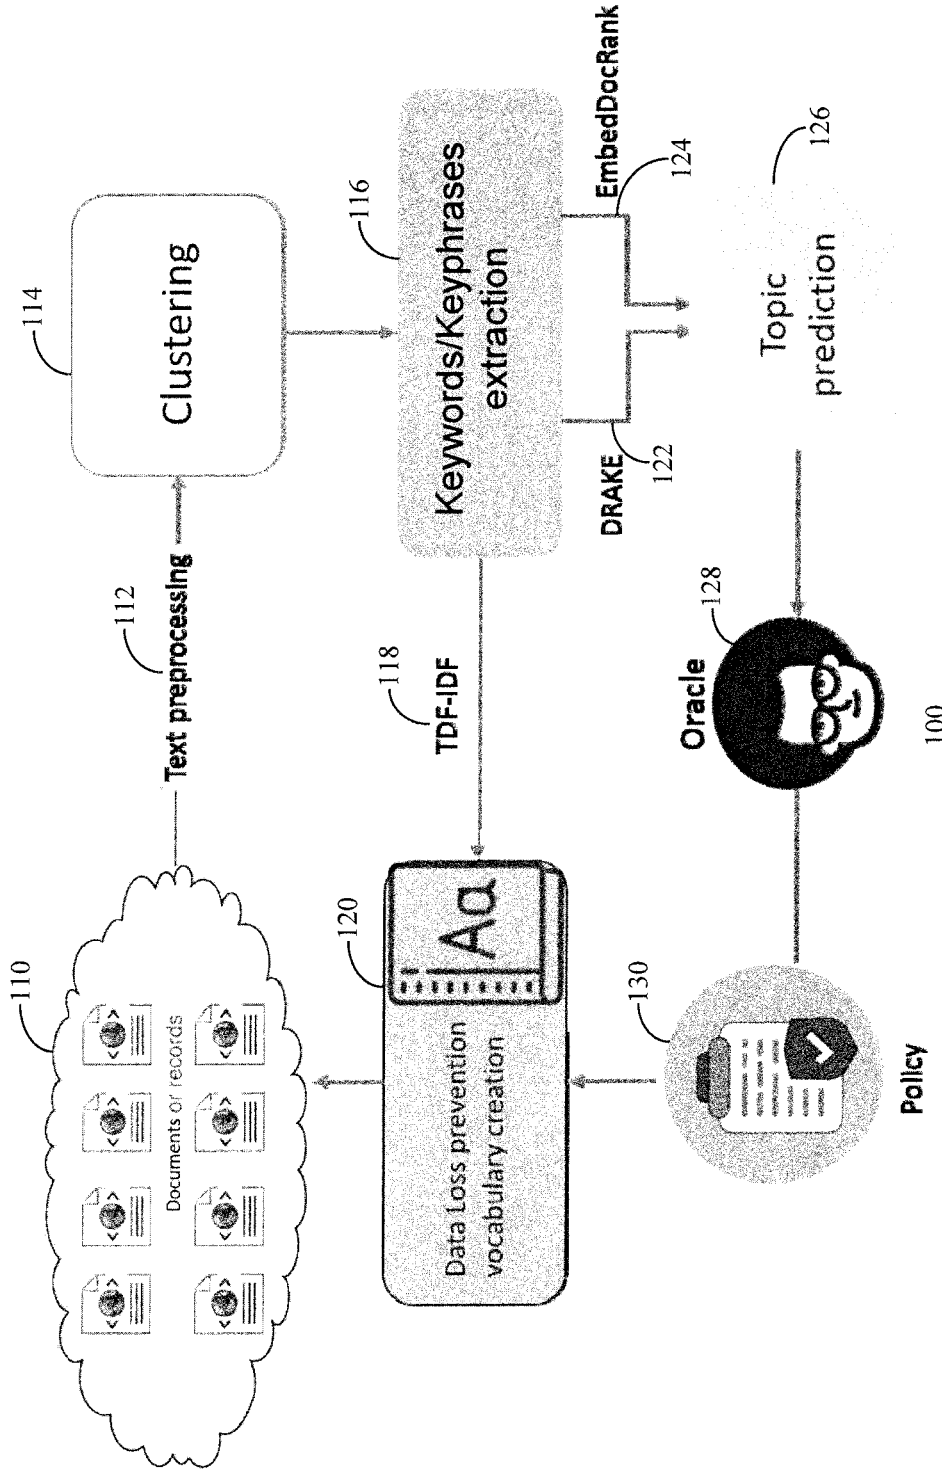 110
Documents or records
112
Text preprocessing
114
Clustering
120
Data Loss prevention
vocabulary creation
Aa
118
TDF-IDF
116
Keywords/Keyphrases
extraction
130
Policy
Oracle
128
DRAKE
122
EmbedDocRank
124
Topic
prediction
126
100